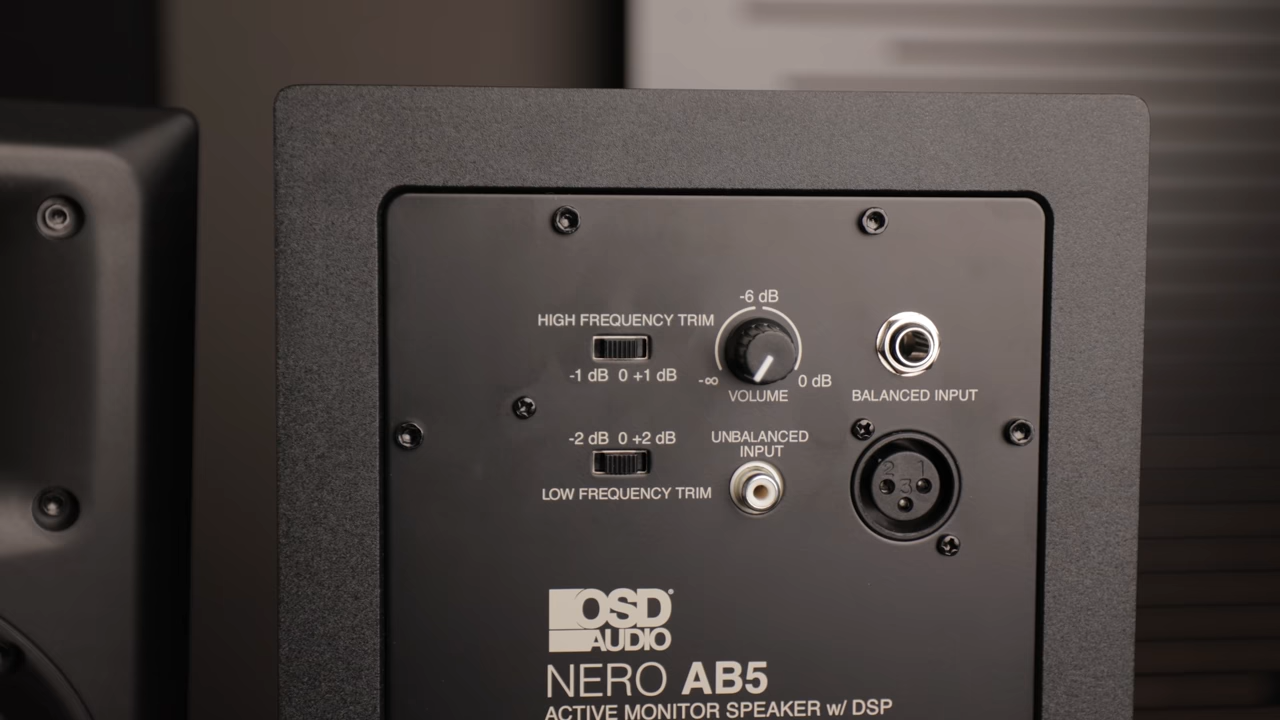 -6 dB
HIGH FREQUENCY TRIM
-1 dB 0 +1 dB
-∞
0 dB
VOLUME
BALANCED INPUT
-2 dB 0 +2 dB
LOW FREQUENCY TRIM
UNBALANCED
INPUT
2 1
3
OSD®
AUDIO
NERO AB5
ACTIVE MONITOR SPEAKER w/ DSP